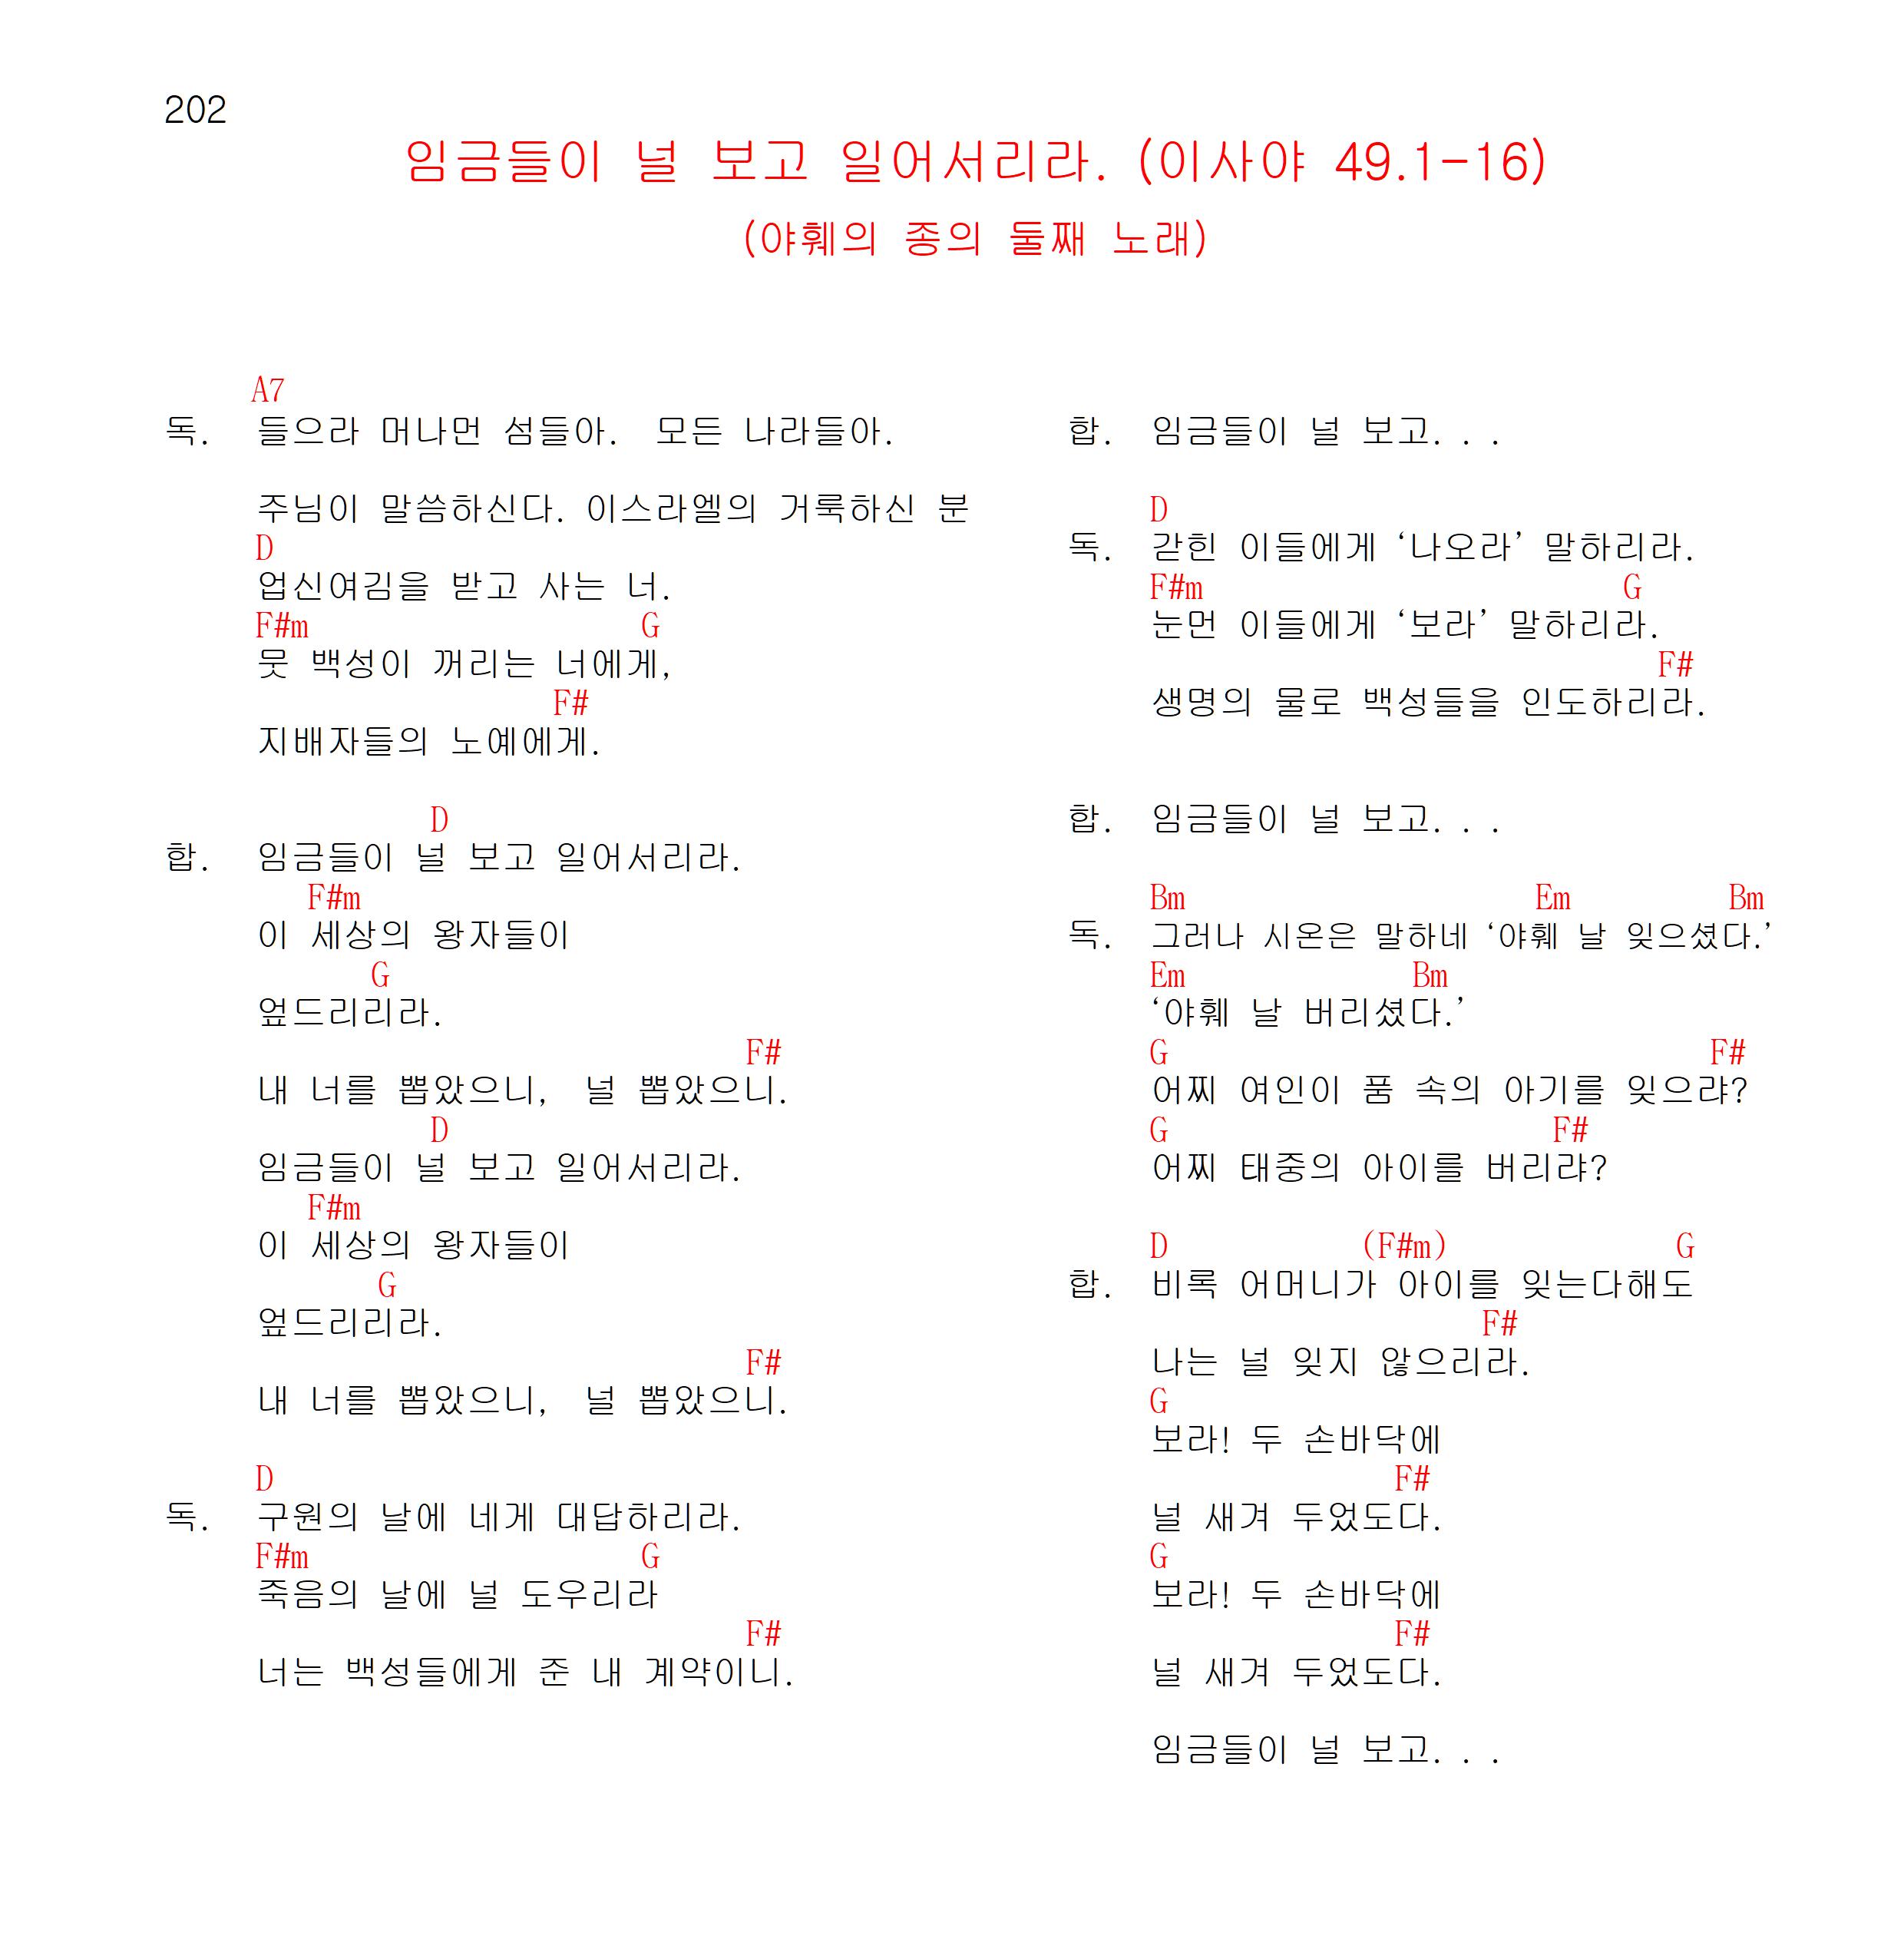 202
임금들이 널 보고 일어서리라. (이사야 49.1-16)
(야훼의 종의 둘째 노래)
A7
독. 들으라 머나먼 섬들아. 모든 나라들아.
주님이 말씀하신다. 이스라엘의 거룩하신 분
D
업신여김을 받고 사는 너.
F#m G
뭇 백성이 꺼리는 너에게,
F#
지배자들의 노예에게.
D
합. 임금들이 널 보고 일어서리라.
F#m
이 세상의 왕자들이
G
엎드리리라.
F#
내 너를 뽑았으니, 널 뽑았으니.
D
임금들이 널 보고 일어서리라.
F#m
이 세상의 왕자들이
G
엎드리리라.
F#
내 너를 뽑았으니, 널 뽑았으니.
D
독. 구원의 날에 네게 대답하리라.
F#m G
죽음의 날에 널 도우리라
F#
너는 백성들에게 준 내 계약이니.
합. 임금들이 널 보고. . .
D
독. 갇힌 이들에게 ‘나오라’ 말하리라.
F#m G
눈먼 이들에게 ‘보라’ 말하리라.
F#
생명의 물로 백성들을 인도하리라.
합. 임금들이 널 보고. . .
Bm Em Bm
독. 그러나 시온은 말하네 ‘야훼 날 잊으셨다.’
Em Bm
‘야훼 날 버리셨다.’
G F#
어찌 여인이 품 속의 아기를 잊으랴?
G F#
어찌 태중의 아이를 버리랴?
D (F#m) G
합. 비록 어머니가 아이를 잊는다해도
F#
나는 널 잊지 않으리라.
G
보라! 두 손바닥에
F#
널 새겨 두었도다.
G
보라! 두 손바닥에
F#
널 새겨 두었도다.
임금들이 널 보고. . .